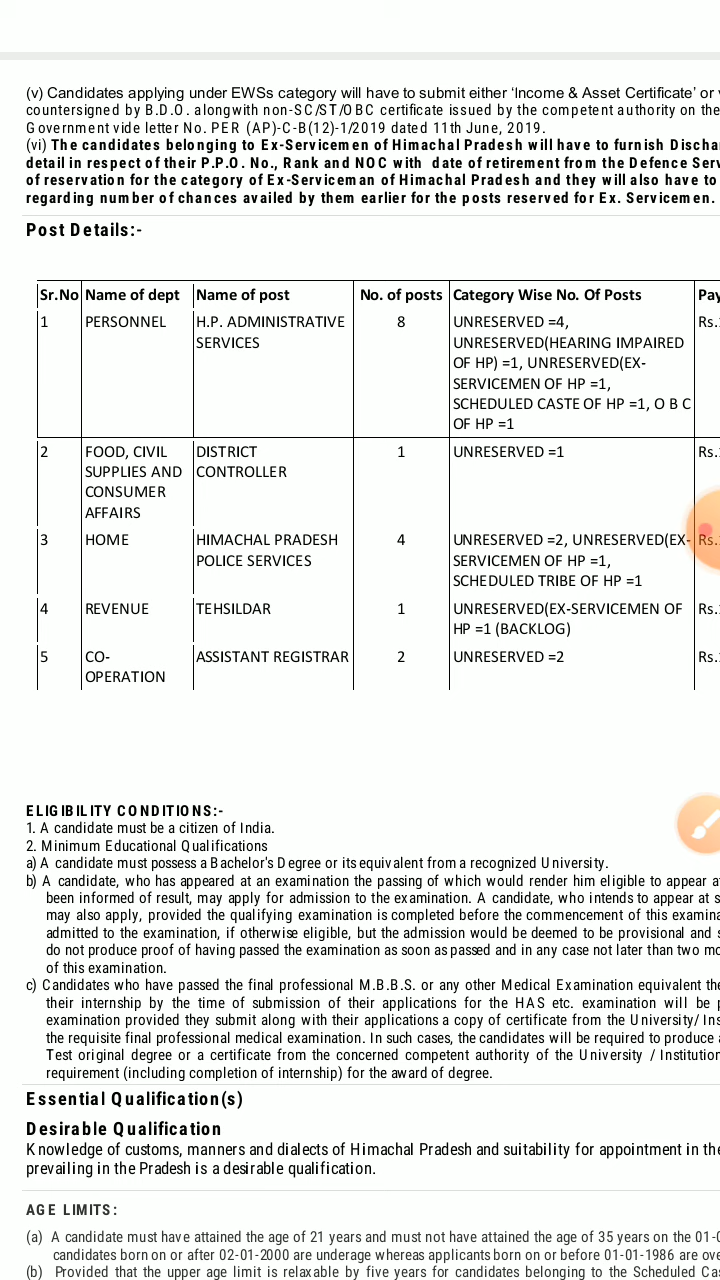 (v) Candidates applying under EWSs category will have to submit either ‘Income & Asset Certificate’ or
countersigned by B.D.O. alongwith non-SC/ST/OBC certificate issued by the competent authority on the
Government vide letter No. PER (AP)-C-B(12)-1/2019 dated 11th June, 2019.
(vi) The candidates belonging to Ex-Servicemen of Himachal Pradesh will have to furnish
detail in respect of their P.P.O. No., Rank and NOC with date of retirement from the Defence
of reservation for the category of Ex-Serviceman of Himachal Pradesh and they will also have to
regarding number of chances availed by them earlier for the posts reserved for Ex. Servicemen.
Post Details:-
Sr.No Name of dept Name of post No. of posts Category Wise No. Of Posts Pay
1 PERSONNEL H.P. ADMINISTRATIVE 8 UNRESERVED =4, Rs.
SERVICES UNRESERVED(HEARING IMPAIRED
OF HP) =1, UNRESERVED(EX-
SERVICEMEN OF HP =1,
SCHEDULED CASTE OF HP =1, O B C
OF HP =1
2 FOOD, CIVIL DISTRICT 1 UNRESERVED =1 Rs.
SUPPLIES AND CONTROLLER
CONSUMER
AFFAIRS
3 HOME HIMACHAL PRADESH 4 UNRESERVED =2, UNRESERVED(EX- Rs.
POLICE SERVICES SERVICEMEN OF HP =1,
SCHEDULED TRIBE OF HP =1
4 REVENUE TEHSILDAR 1 UNRESERVED(EX-SERVICEMEN OF Rs.
HP =1 (BACKLOG)
5 CO- ASSISTANT REGISTRAR 2 UNRESERVED =2 Rs.
OPERATION
ELIGIBILITY CONDITIONS:-
1. A candidate must be a citizen of India.
2. Minimum Educational Qualifications
a) A candidate must possess a Bachelor's Degree or its equivalent from a recognized University.
b) A candidate, who has appeared at an examination the passing of which would render him eligible to appear
been informed of result, may apply for admission to the examination. A candidate, who intends to appear at
may also apply, provided the qualifying examination is completed before the commencement of this
admitted to the examination, if otherwise eligible, but the admission would be deemed to be provisional and
do not produce proof of having passed the examination as soon as passed and in any case not later than two
of this examination.
c) Candidates who have passed the final professional M.B.B.S. or any other Medical Examination equivalent
their internship by the time of submission of their applications for the HAS etc. examination will be
examination provided they submit along with their applications a copy of certificate from the University/
the requisite final professional medical examination. In such cases, the candidates will be required to produce
Test original degree or a certificate from the concerned competent authority of the University / Institution
requirement (including completion of internship) for the award of degree.
Essential Qualification(s)
Desirable Qualification
Knowledge of customs, manners and dialects of Himachal Pradesh and suitability for appointment in the
prevailing in the Pradesh is a desirable qualification.
AGE LIMITS:
(a) A candidate must have attained the age of 21 years and must not have attained the age of 35 years on the
candidates born on or after 02-01-2000 are underage whereas applicants born on or before 01-01-1986 are
(b) Provided that the upper age limit is relaxable by five years for candidates belonging to the Scheduled